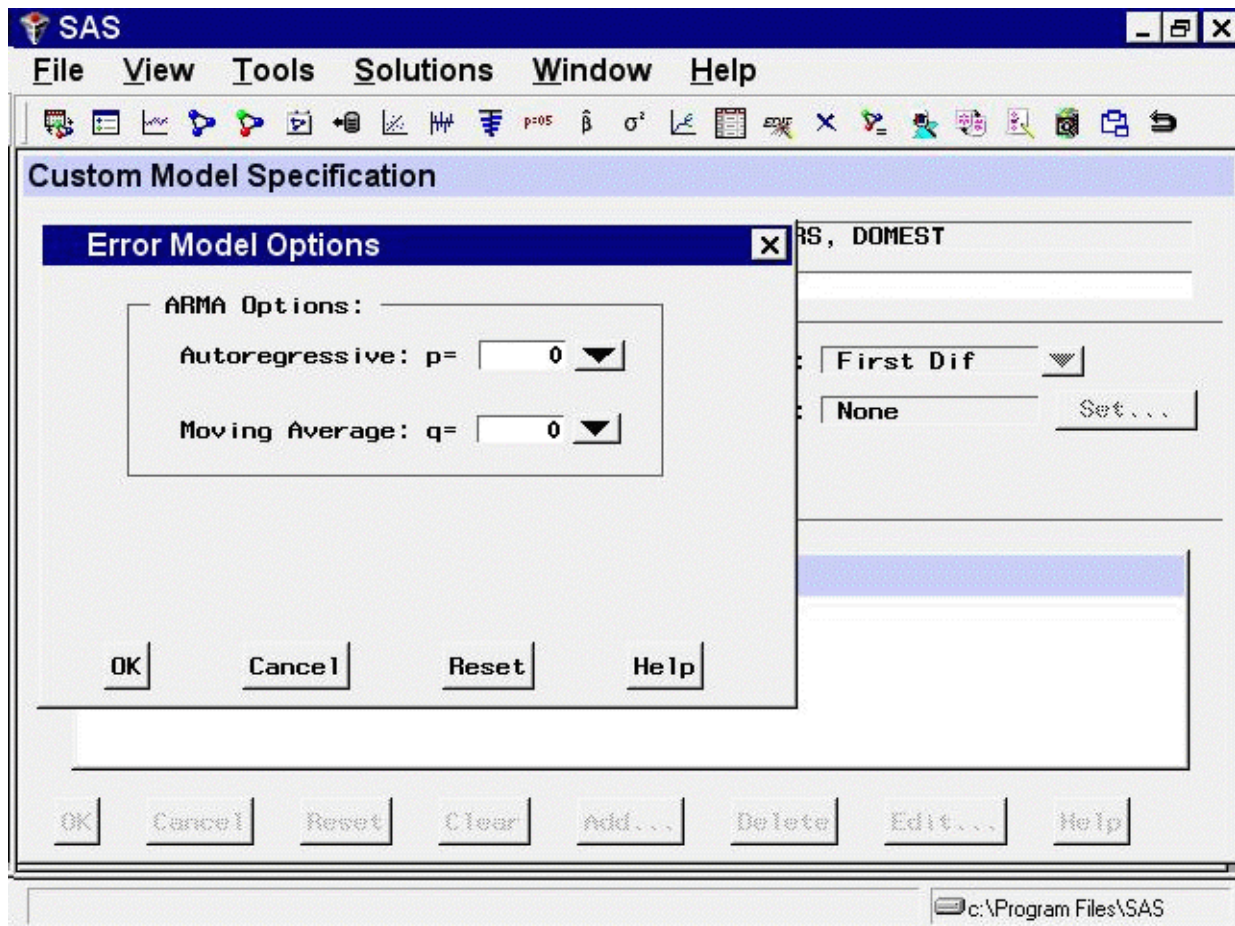 SAS
File View Tools Solutions Window Help
P=05 β̂ σ²
Custom Model Specification
Error Model Options
RS, DOMEST
ARMA Options:
Autoregressive: p= 0
: First Dif
Moving Average: q= 0
: None Set...
OK Cancel Reset Help
OK Cancel Reset Clear Add... Delete Edit... Help
c:\Program Files\SAS